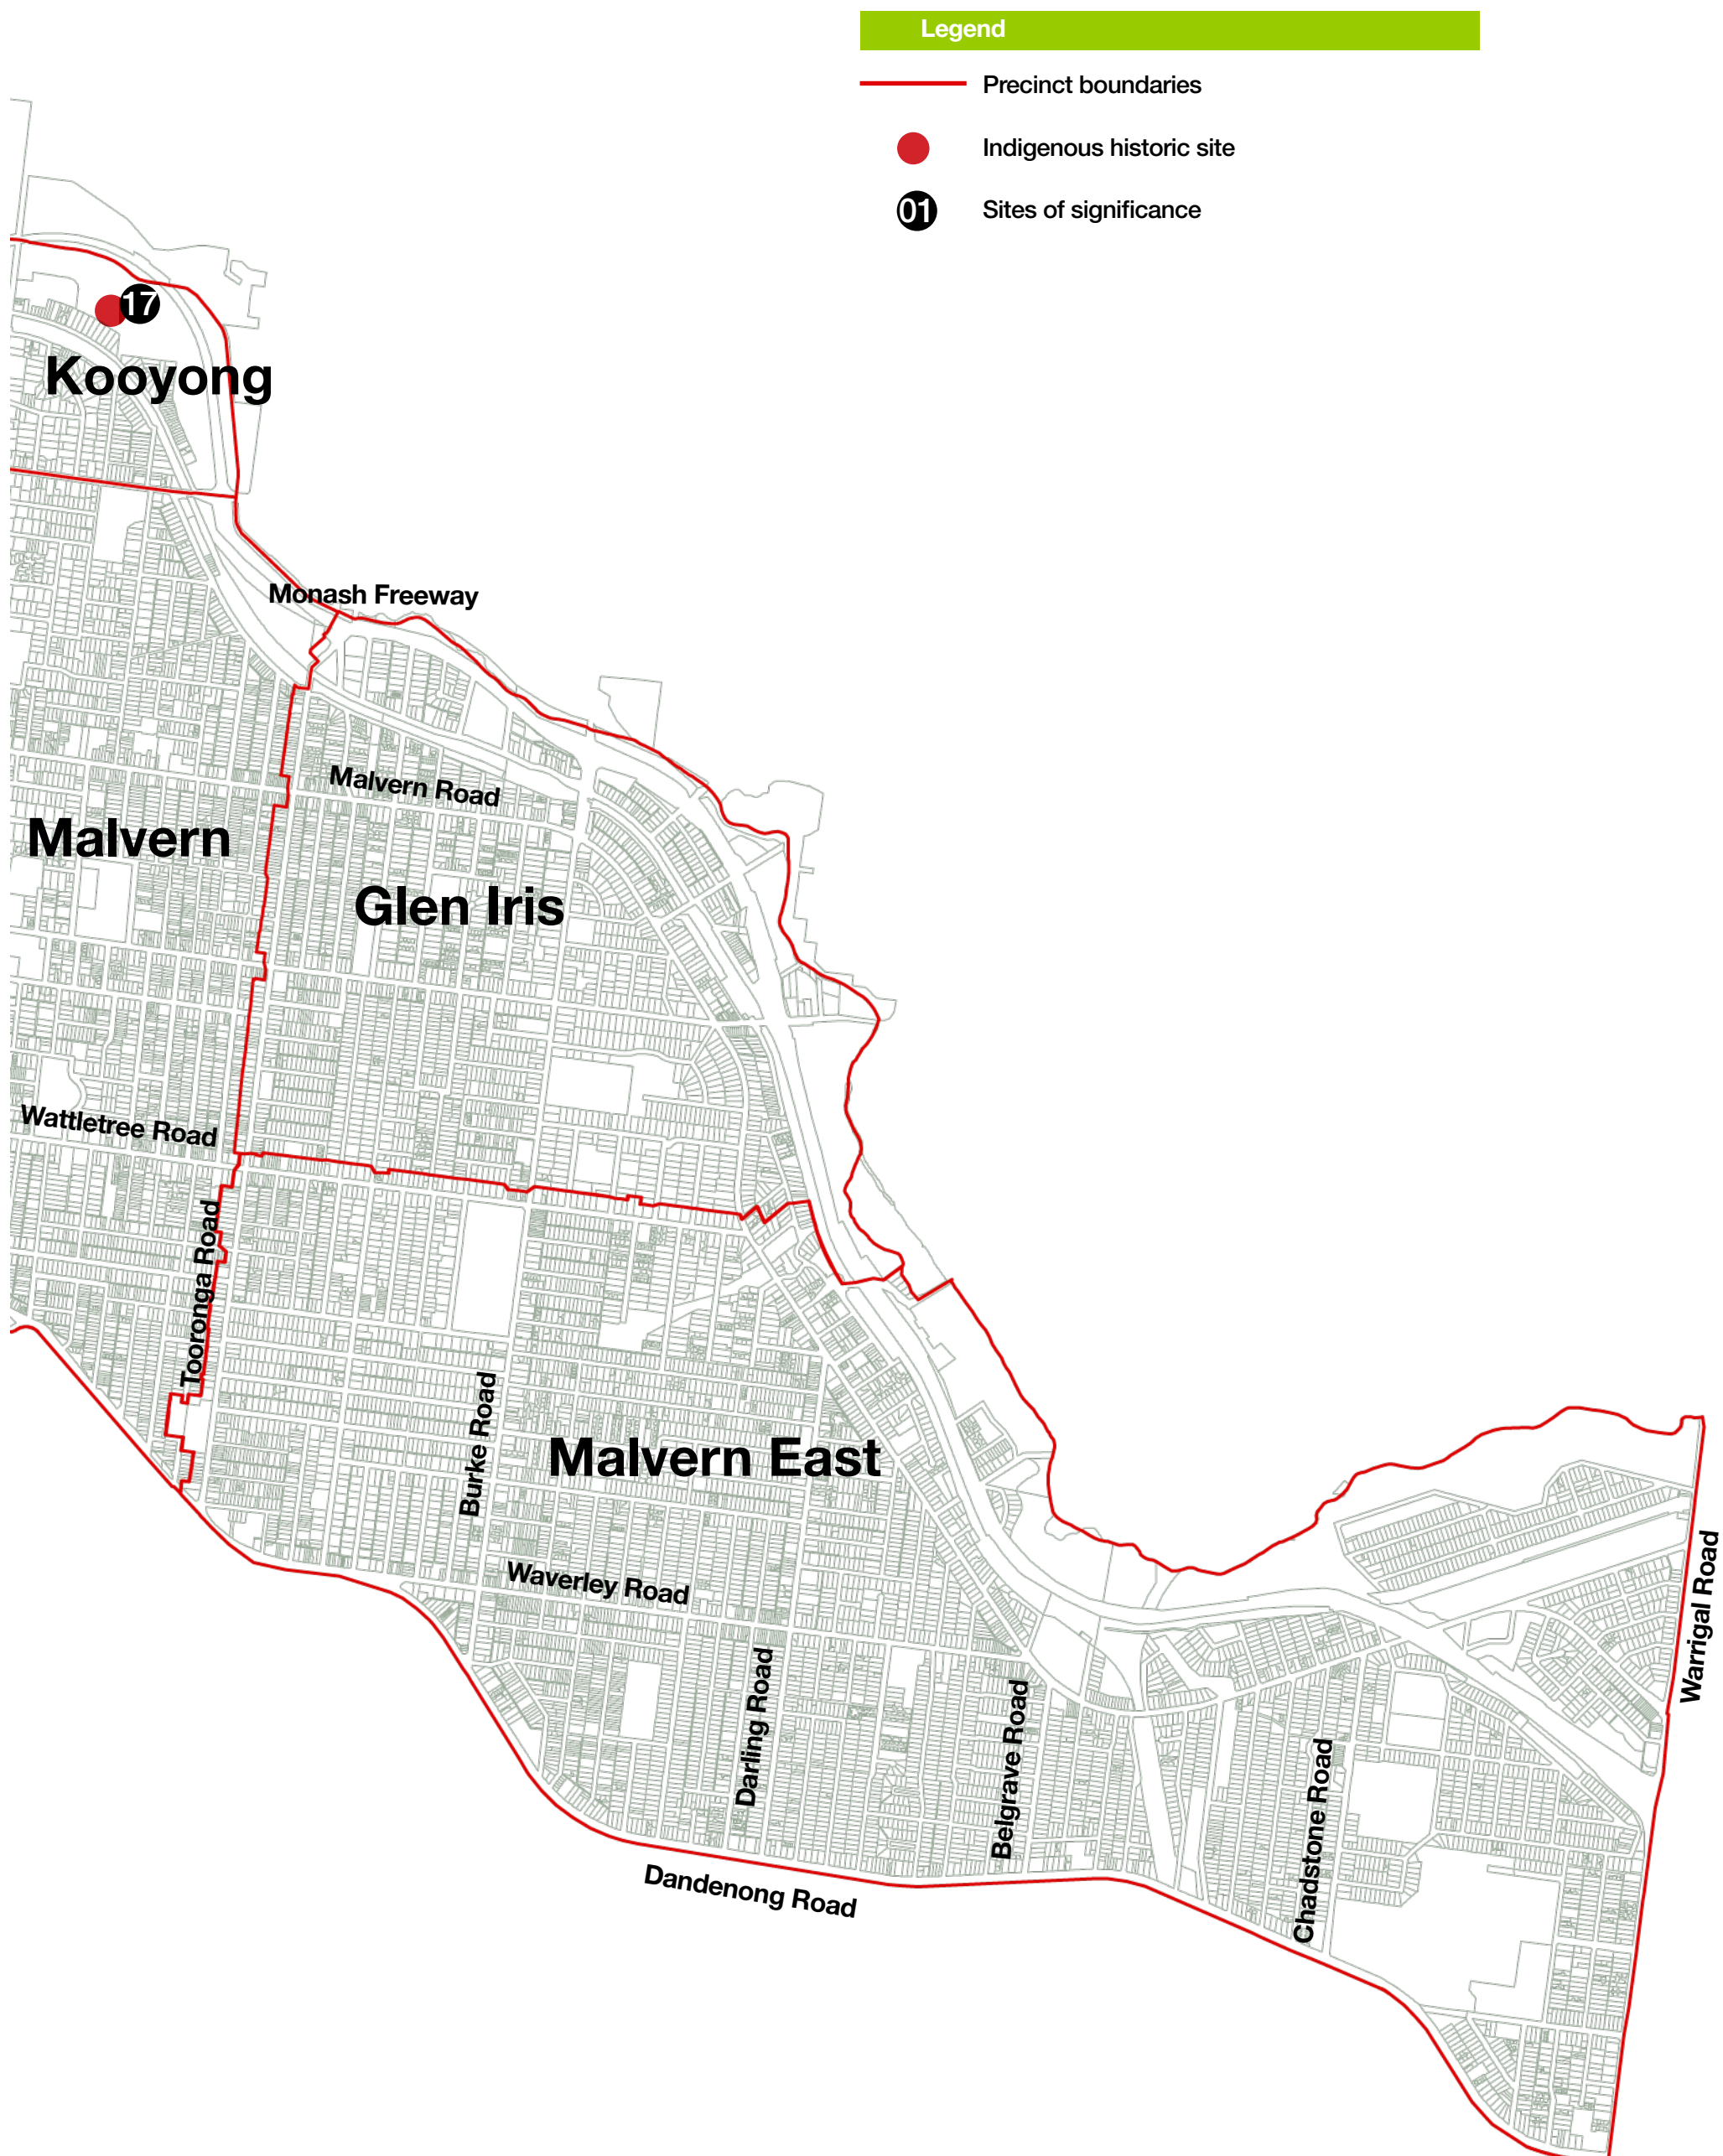 Legend
Precinct boundaries
Indigenous historic site
01 Sites of significance
17
Kooyong
Monash Freeway
Malvern Road
Malvern
Glen Iris
Wattletree Road
Tooronga Road
Burke Road
Malvern East
Waverley Road
Warrigal Road
Darling Road
Belgrave Road
Chadstone Road
Dandenong Road